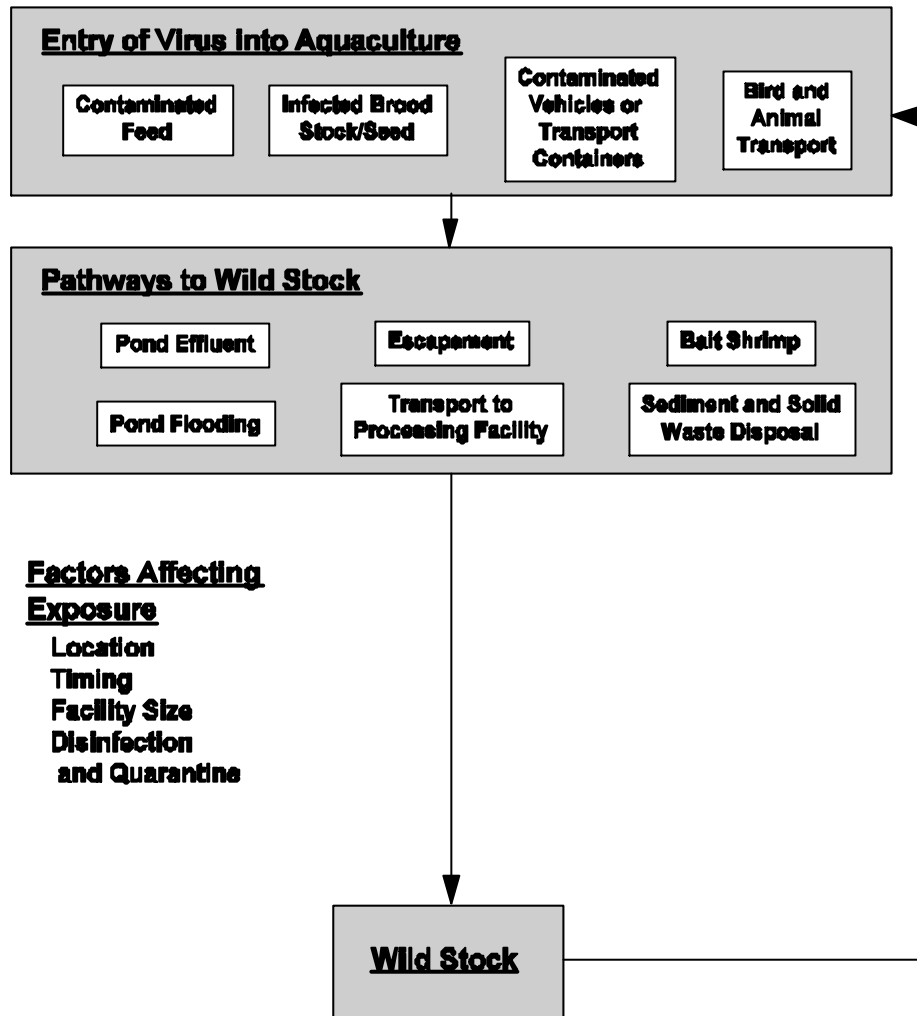 Entry of Virus into Aquaculture
Contaminated
Feed
Infected Brood
Stock/Seed
Contaminated
Vehicles or
Transport
Containers
Bird and
Animal
Transport
Pathways to Wild Stock
Pond Effluent
Escapement
Bait Shrimp
Pond Flooding
Transport to
Processing Facility
Sediment and Solid
Waste Disposal
Factors Affecting
Exposure
Location
Timing
Facility Size
Disinfection
and Quarantine
Wild Stock